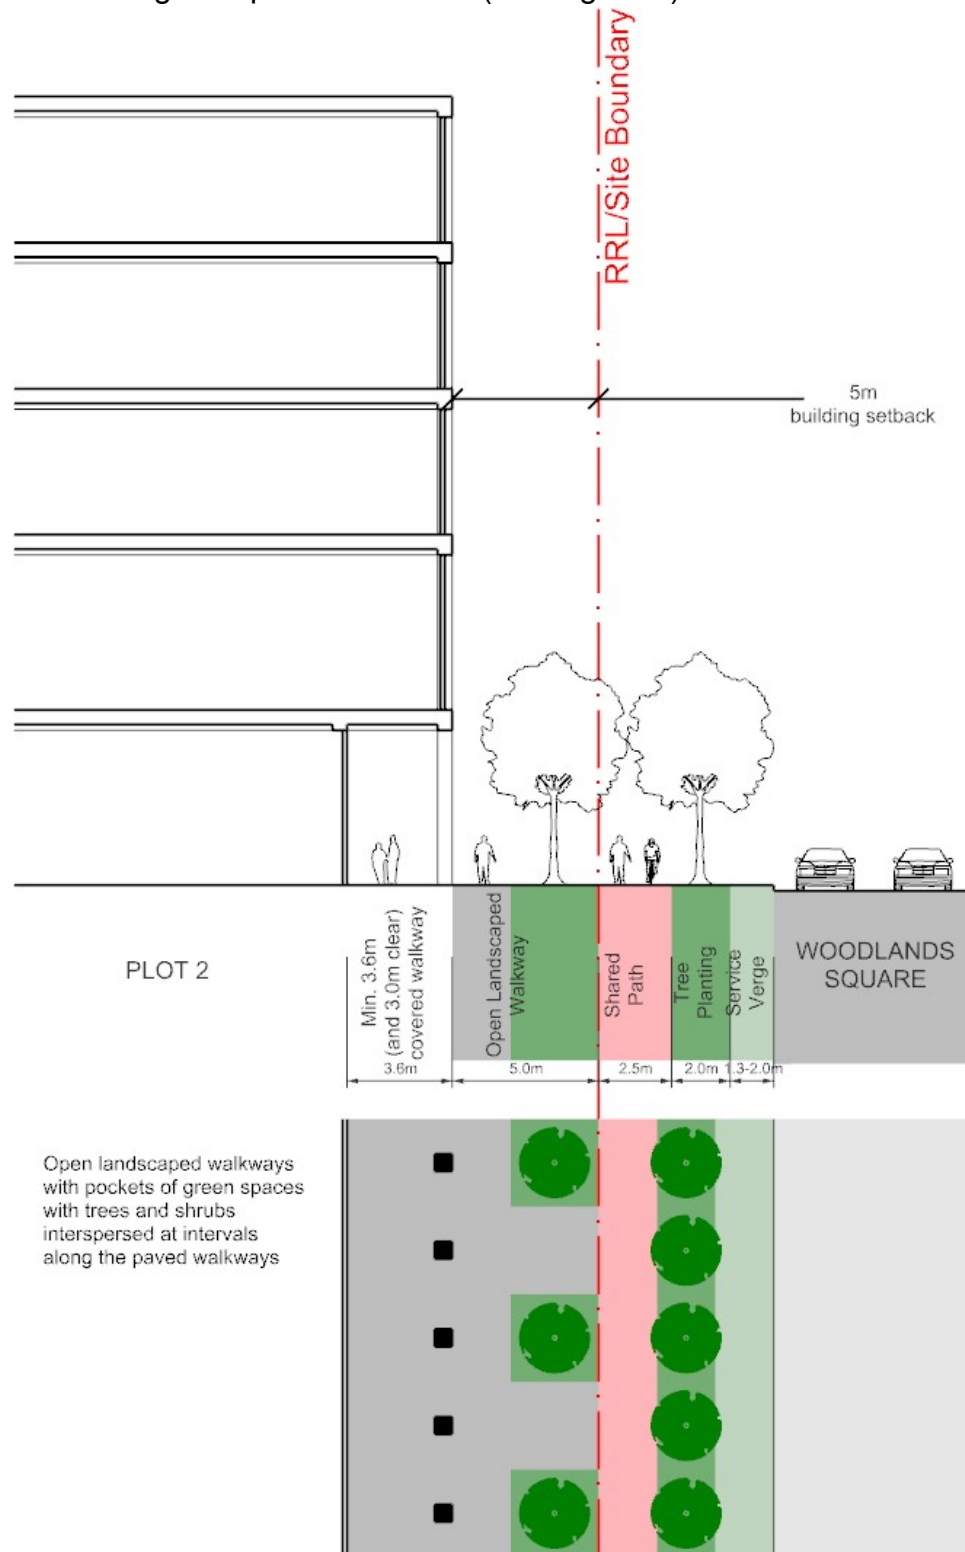 RRL/Site Boundary
5m
building setback
PLOT 2
Min. 3.6m
(and 3.0m clear)
covered walkway
Open Landscaped
Walkway
Shared
Path
Tree
Planting
Service
Verge
WOODLANDS
SQUARE
3.6m
5.0m
2.5m
2.0m
1.3-2.0m
Open landscaped walkways
with pockets of green spaces
with trees and shrubs
interspersed at intervals
along the paved walkways